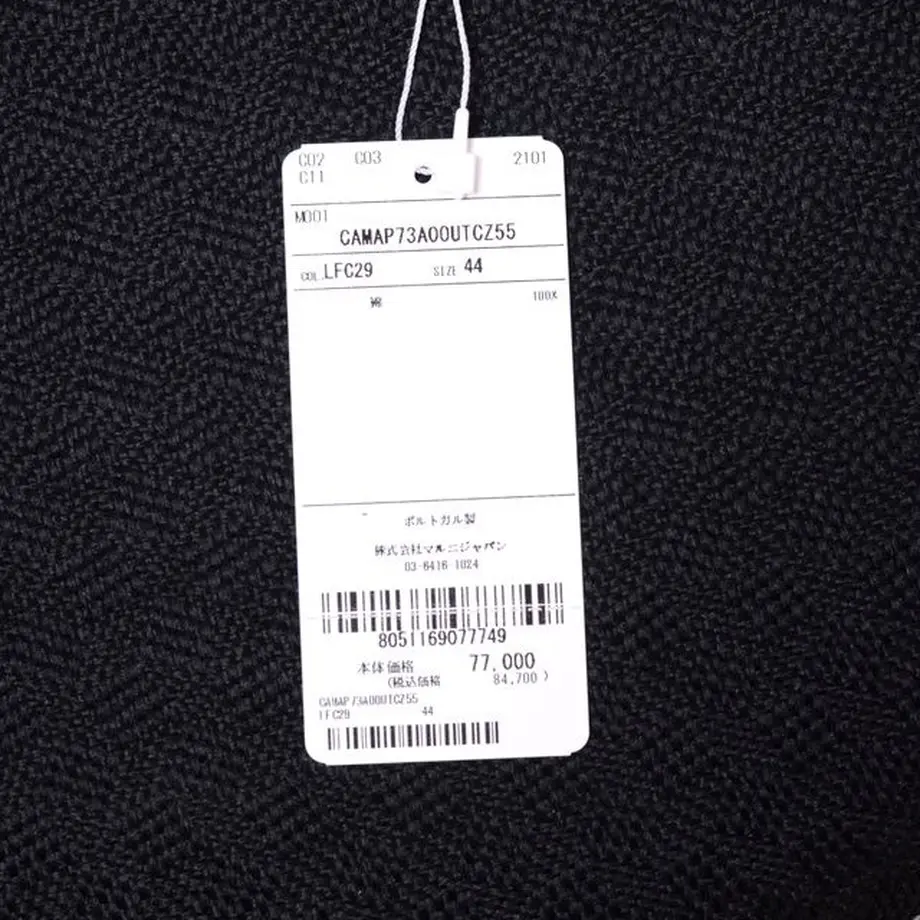 C02 C03 2101
C11
M001
CAMAP73A00UTCZ55
COL. LFC29 SIZE 44
綿 100%
ポルトガル製
株式会社マルニジャパン
03-6416-1024
8051169077749
本体価格 77,000
(税込価格 84,700 )
CAMAP73A00UTCZ55
LFC29 44